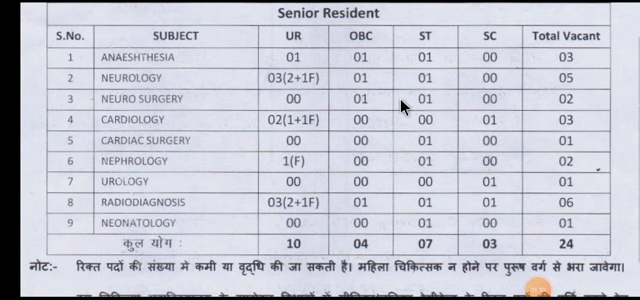 Senior Resident
S.No. SUBJECT UR OBC ST SC Total Vacant
1 ANAESHTHESIA 01 01 01 00 03
2 NEUROLOGY 03(2+1F) 01 01 00 05
3 NEURO SURGERY 00 01 01 00 02
4 CARDIOLOGY 02(1+1F) 00 00 01 03
5 CARDIAC SURGERY 00 00 01 00 01
6 NEPHROLOGY 1(F) 00 01 00 02
7 UROLOGY 00 00 00 01 01
8 RADIODIAGNOSIS 03(2+1F) 01 01 01 06
9 NEONATOLOGY 00 00 01 00 01
कुल योग : 10 04 07 03 24
नोट:- रिक्त पदों की संख्या मे कमी या वृद्धि की जा सकती है। महिला चिकित्सक न होने पर पुरूष वर्ग से भरा जावेगा।